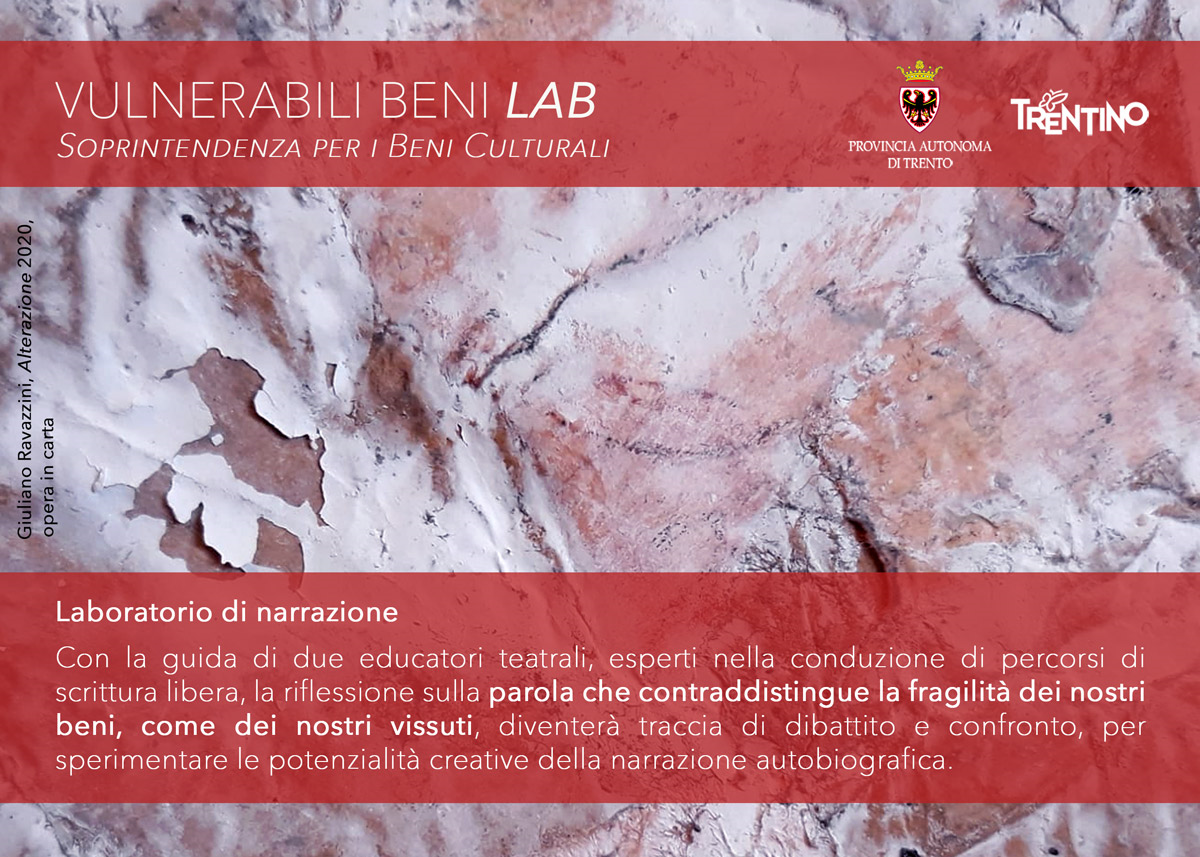 VULNERABILI BENI LAB
SOPRINTENDENZA PER I BENI CULTURALI
PROVINCIA AUTONOMA
DI TRENTO
TRENTINO
Giuliano Ravazzini, Alterazione 2020,
opera in carta
Laboratorio di narrazione
Con la guida di due educatori teatrali, esperti nella conduzione di percorsi di
scrittura libera, la riflessione sulla parola che contraddistingue la fragilità dei nostri
beni, come dei nostri vissuti, diventerà traccia di dibattito e confronto, per
sperimentare le potenzialità creative della narrazione autobiografica.